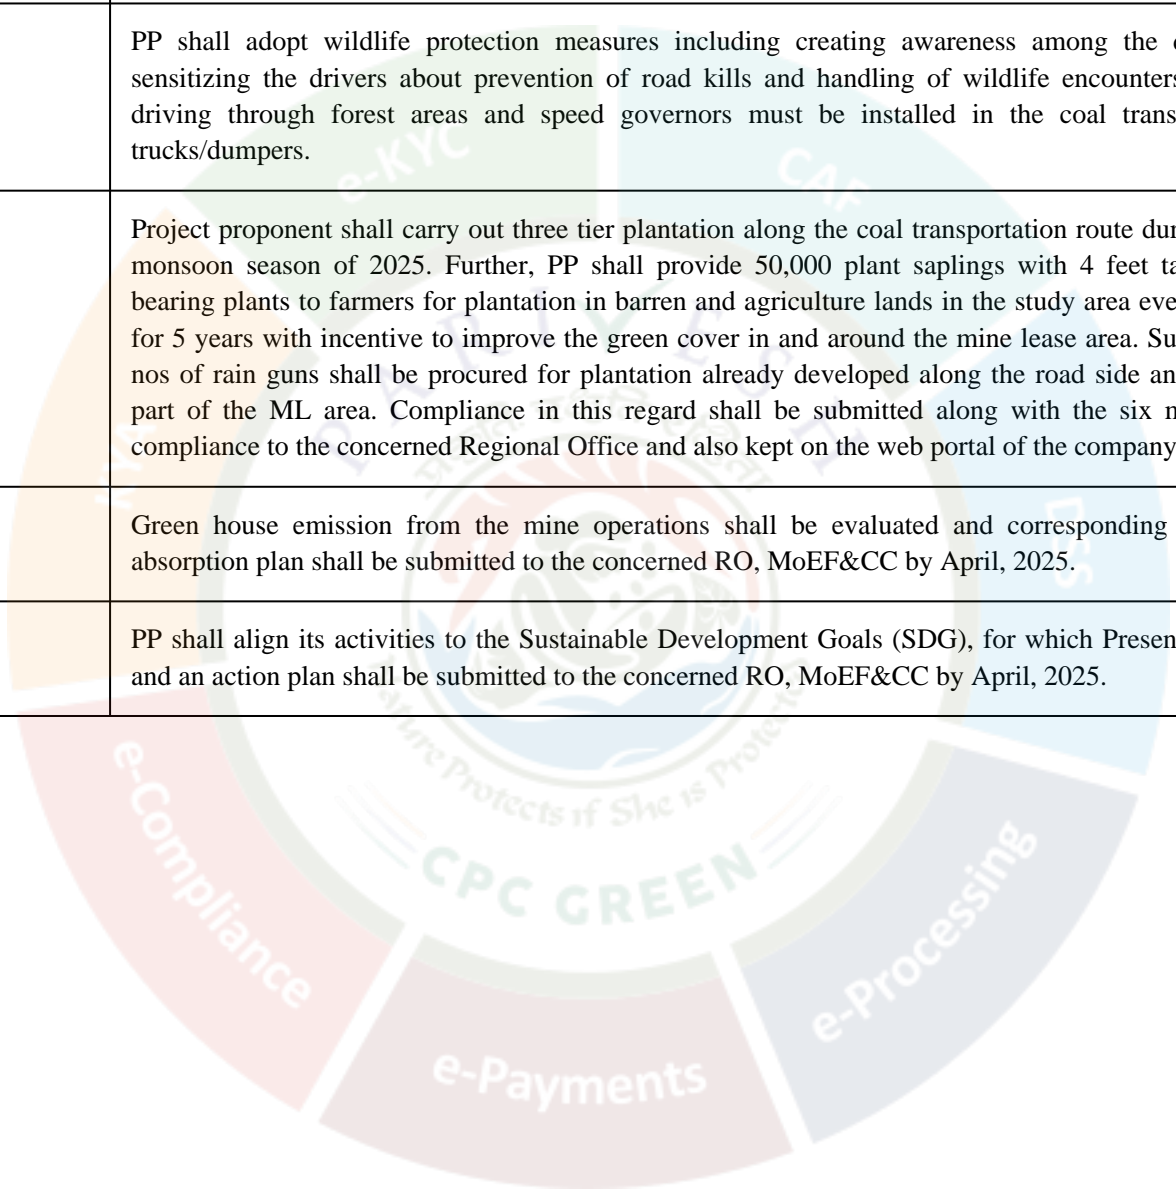 PP shall adopt wildlife protection measures including creating awareness among the
sensitizing the drivers about prevention of road kills and handling of wildlife encounters
driving through forest areas and speed governors must be installed in the coal trans
trucks/dumpers.
Project proponent shall carry out three tier plantation along the coal transportation route dur
monsoon season of 2025. Further, PP shall provide 50,000 plant saplings with 4 feet ta
bearing plants to farmers for plantation in barren and agriculture lands in the study area eve
for 5 years with incentive to improve the green cover in and around the mine lease area. Su
nos of rain guns shall be procured for plantation already developed along the road side an
part of the ML area. Compliance in this regard shall be submitted along with the six m
compliance to the concerned Regional Office and also kept on the web portal of the company
Green house emission from the mine operations shall be evaluated and corresponding
absorption plan shall be submitted to the concerned RO, MoEF&CC by April, 2025.
PP shall align its activities to the Sustainable Development Goals (SDG), for which Presen
and an action plan shall be submitted to the concerned RO, MoEF&CC by April, 2025.
e-KYC
CAF
PARIVESH
DSS
ature Protects if She is Protecte
CPC GREEN
e-Compliance
e-Processing
e-Payments